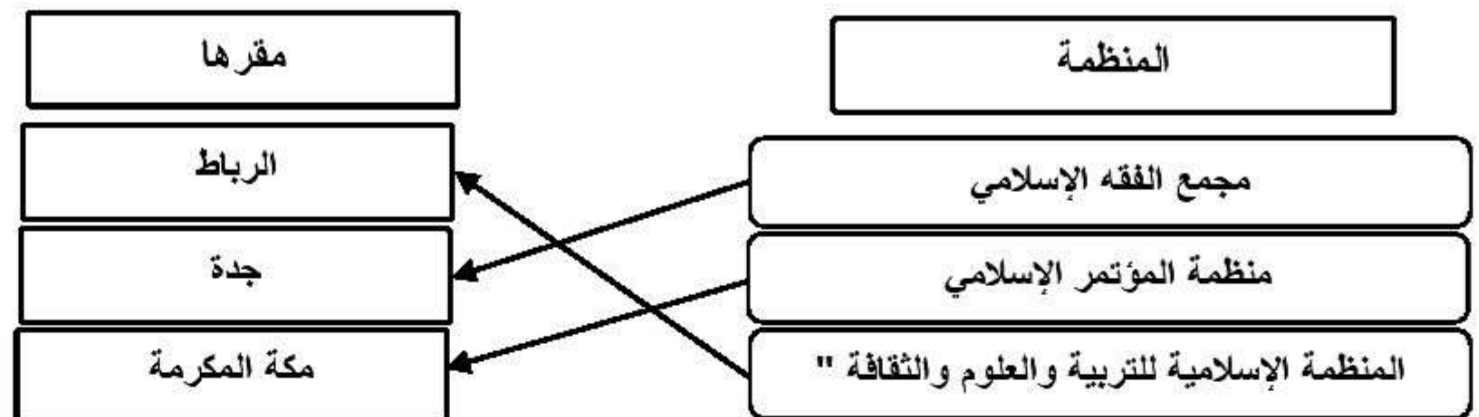 المنظمة
مقرها
مجمع الفقه الإسلامي
الرباط
منظمة المؤتمر الإسلامي
جدة
المنظمة الإسلامية للتربية والعلوم والثقافة "
مكة المكرمة